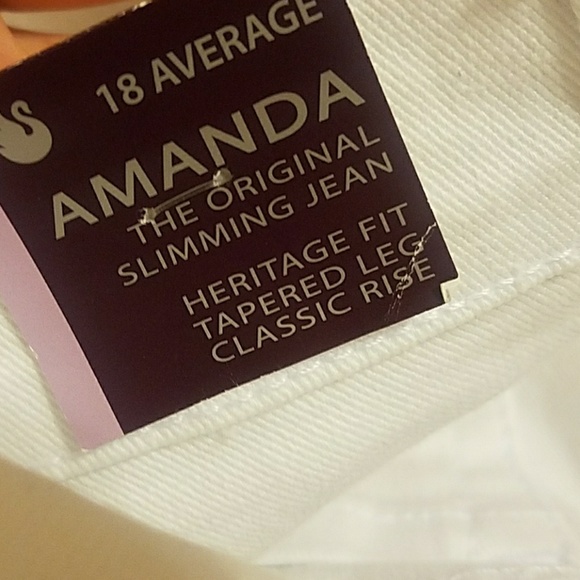 18 AVERAGE
AMANDA
THE ORIGINAL
SLIMMING JEAN
HERITAGE FIT
TAPERED LEG
CLASSIC RISE